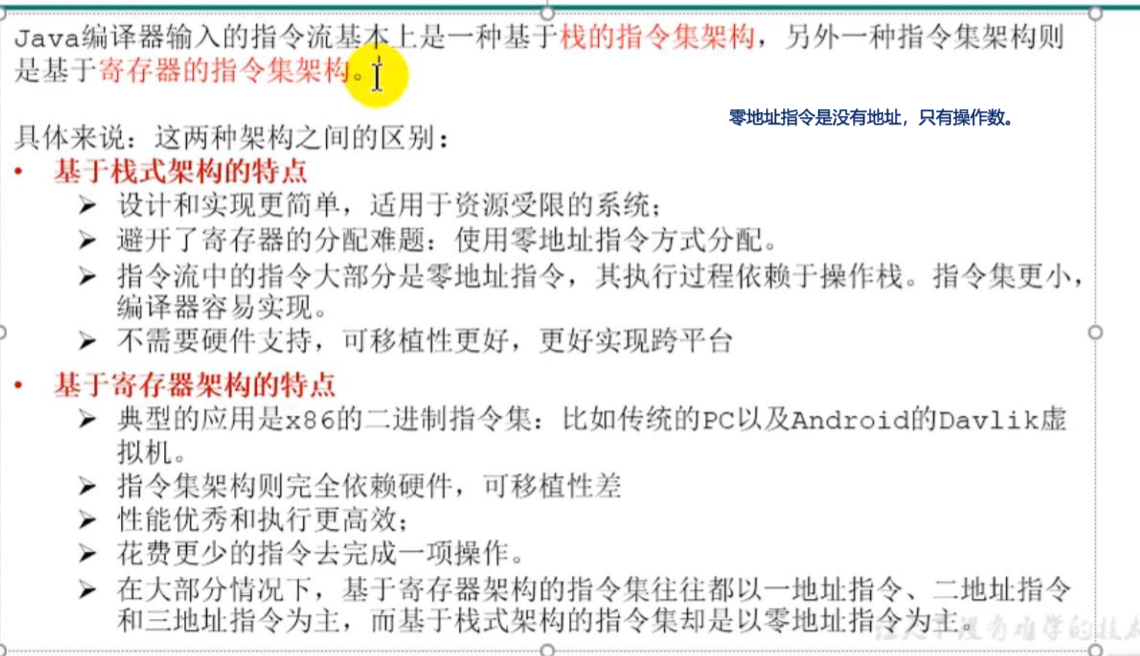 Java编译器输入的指令流基本上是一种基于栈的指令集架构，另外一种指令集架构则
是基于寄存器的指令集架构。
零地址指令是没有地址，只有操作数。
具体来说：这两种架构之间的区别：
• 基于栈式架构的特点
➢ 设计和实现更简单，适用于资源受限的系统；
➢ 避开了寄存器的分配难题：使用零地址指令方式分配。
➢ 指令流中的指令大部分是零地址指令，其执行过程依赖于操作栈。指令集更小，
编译器容易实现。
➢ 不需要硬件支持，可移植性更好，更好实现跨平台
• 基于寄存器架构的特点
➢ 典型的应用是x86的二进制指令集：比如传统的PC以及Android的Davlik虚
拟机。
➢ 指令集架构则完全依赖硬件，可移植性差
➢ 性能优秀和执行更高效；
➢ 花费更少的指令去完成一项操作。
➢ 在大部分情况下，基于寄存器架构的指令集往往都以一地址指令、二地址指令
和三地址指令为主，而基于栈式架构的指令集却是以零地址指令为主。
没有难学的技术